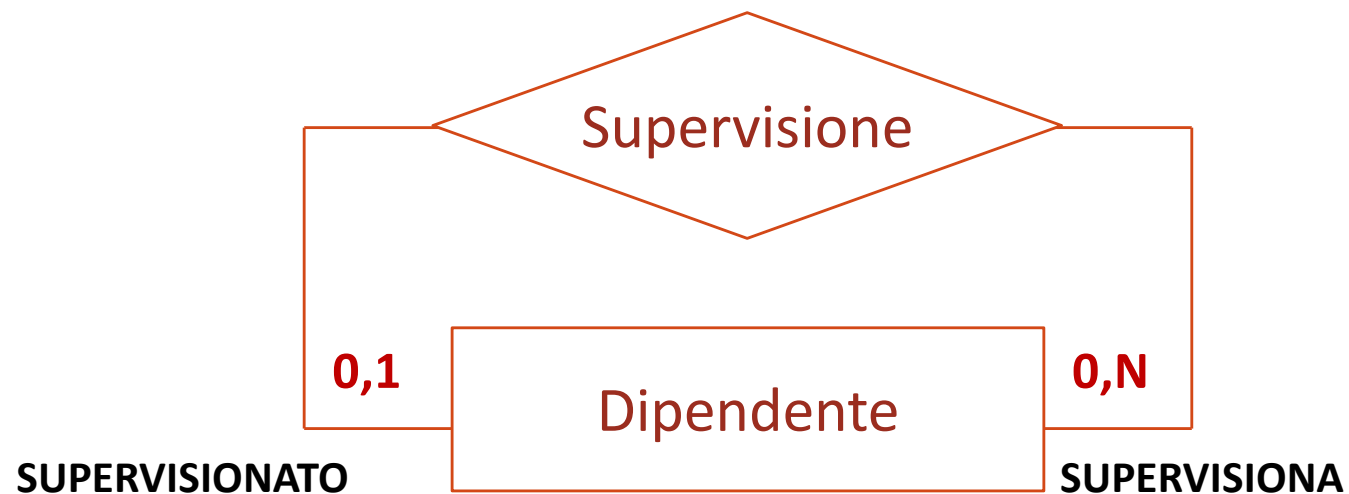 Supervisione
0,1
0,N
Dipendente
SUPERVISIONATO
SUPERVISIONA